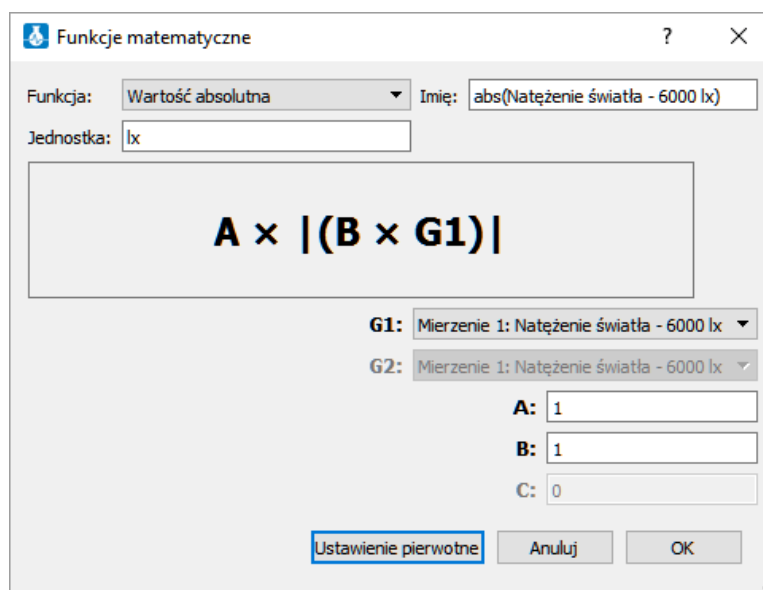 Funkcje matematyczne ? ×
Funkcja: Wartość absolutna Imię: abs(Natężenie światła - 6000 lx)
Jednostka: lx
A × |(B × G1)|
G1: Mierzenie 1: Natężenie światła - 6000 lx
G2: Mierzenie 1: Natężenie światła - 6000 lx
A: 1
B: 1
C: 0
Ustawienie pierwotne Anuluj OK